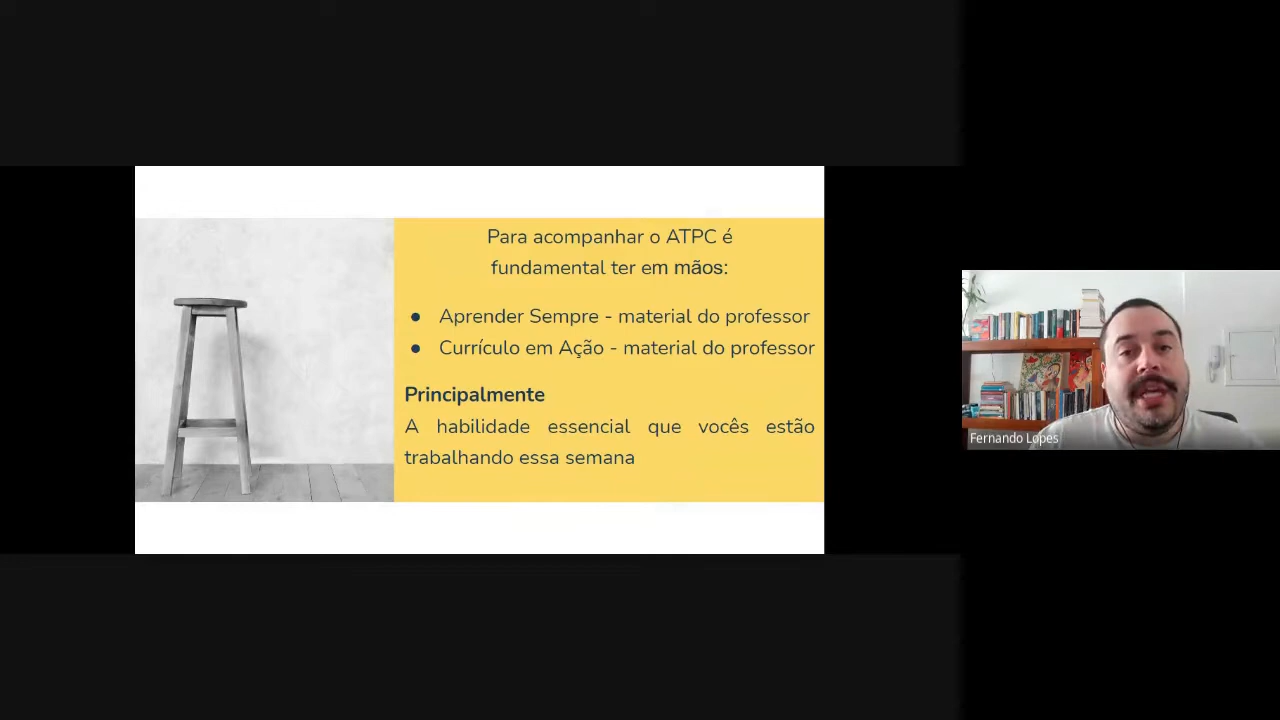 Para acompanhar o ATPC é
fundamental ter em mãos:
● Aprender Sempre - material do professor
● Currículo em Ação - material do professor
Principalmente
A habilidade essencial que vocês estão
trabalhando essa semana
Fernando Lopes